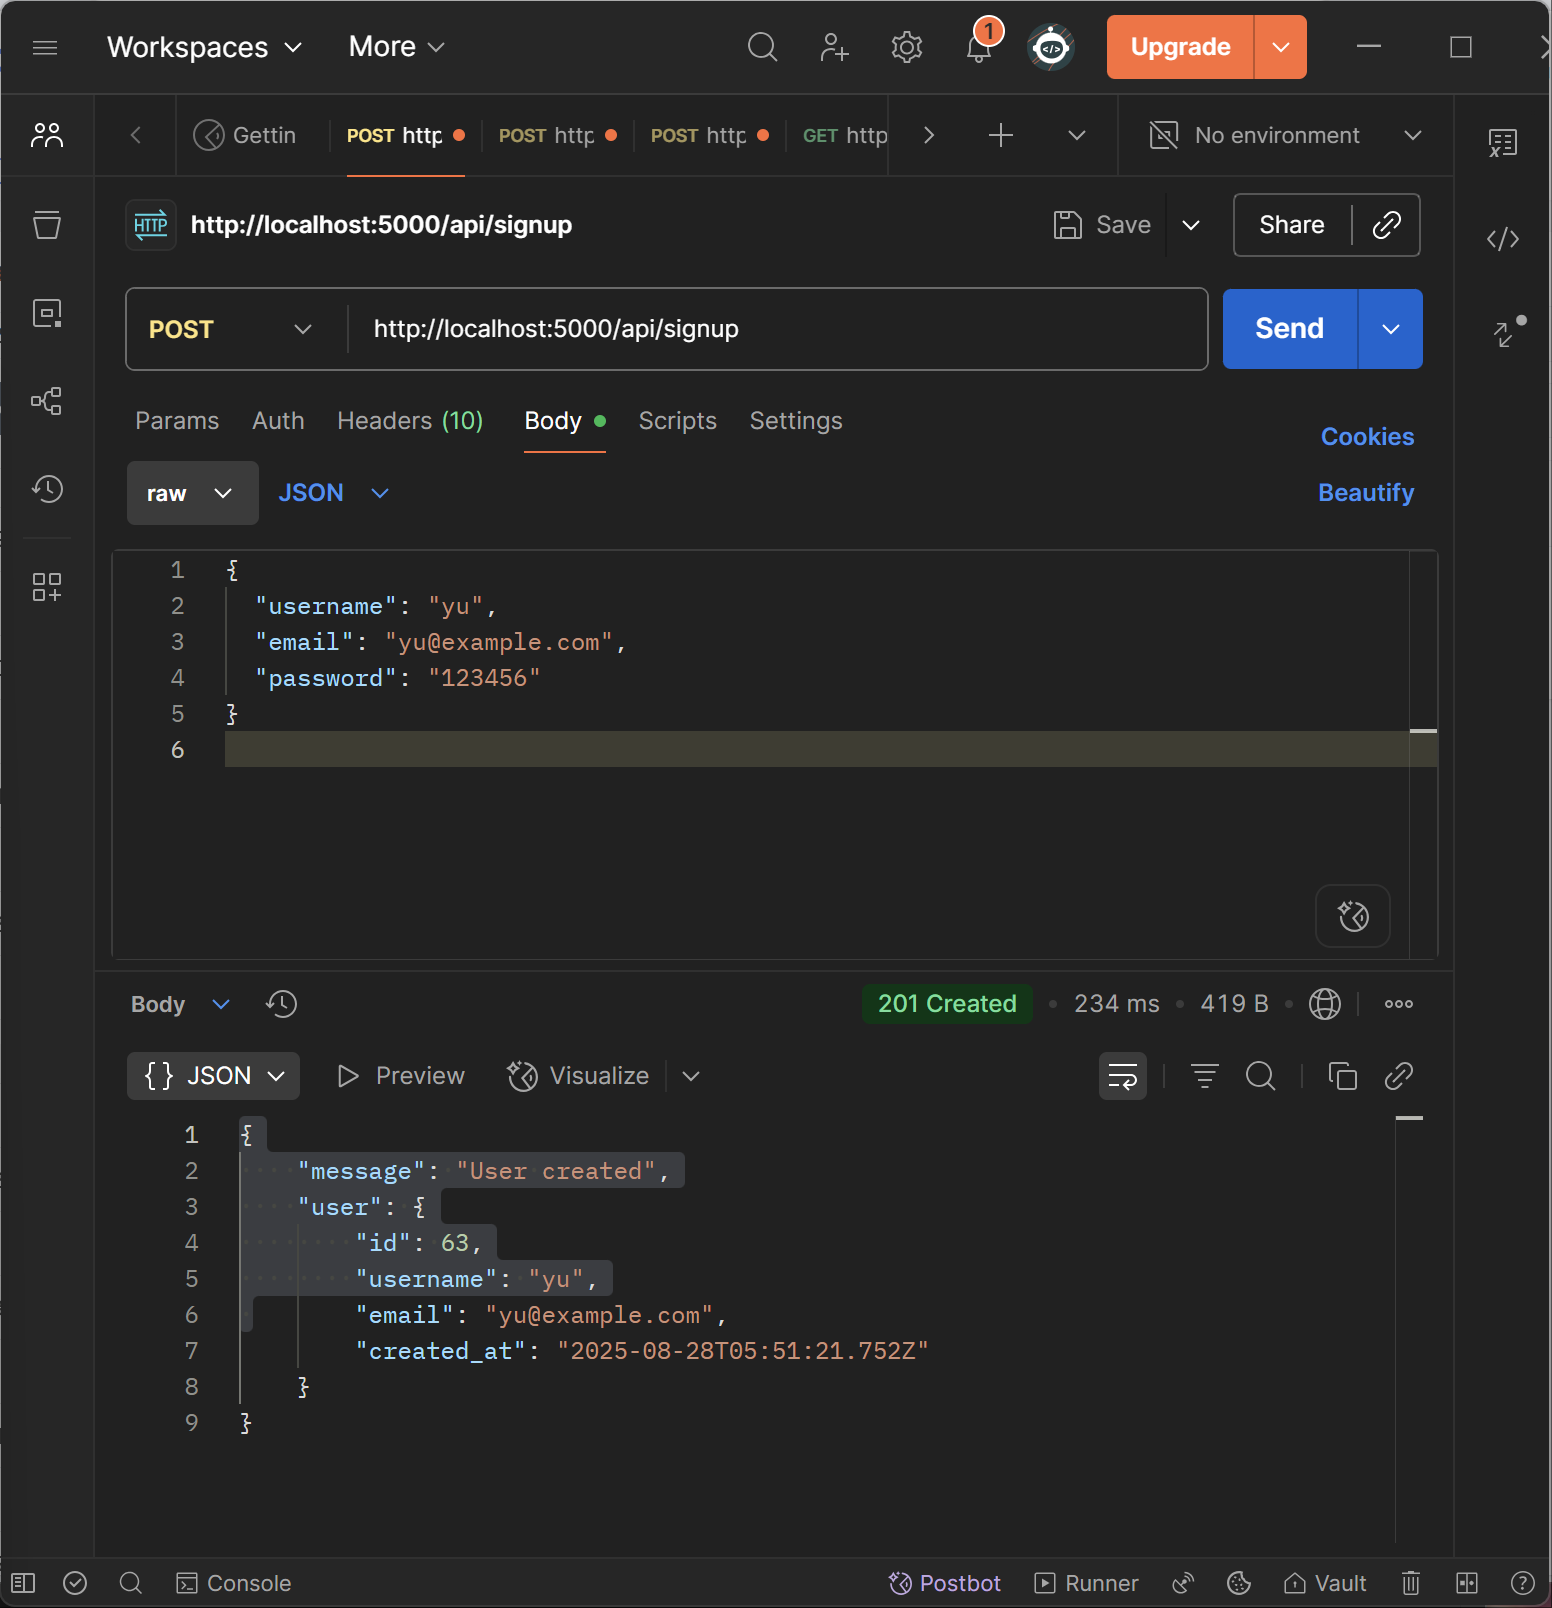 Workspaces More 1 Upgrade
Gettin POST http POST http POST http GET http No environment
HTTP http://localhost:5000/api/signup Save Share
POST http://localhost:5000/api/signup Send
Params Auth Headers (10) Body Scripts Settings Cookies
raw JSON Beautify
1 {
2 "username": "yu",
3 "email": "yu@example.com",
4 "password": "123456"
5 }
6
Body 201 Created 234 ms 419 B
{} JSON Preview Visualize
1 {
2 "message": "User created",
3 "user": {
4 "id": 63,
5 "username": "yu",
6 "email": "yu@example.com",
7 "created_at": "2025-08-28T05:51:21.752Z"
8 }
9 }
Console Postbot Runner Vault